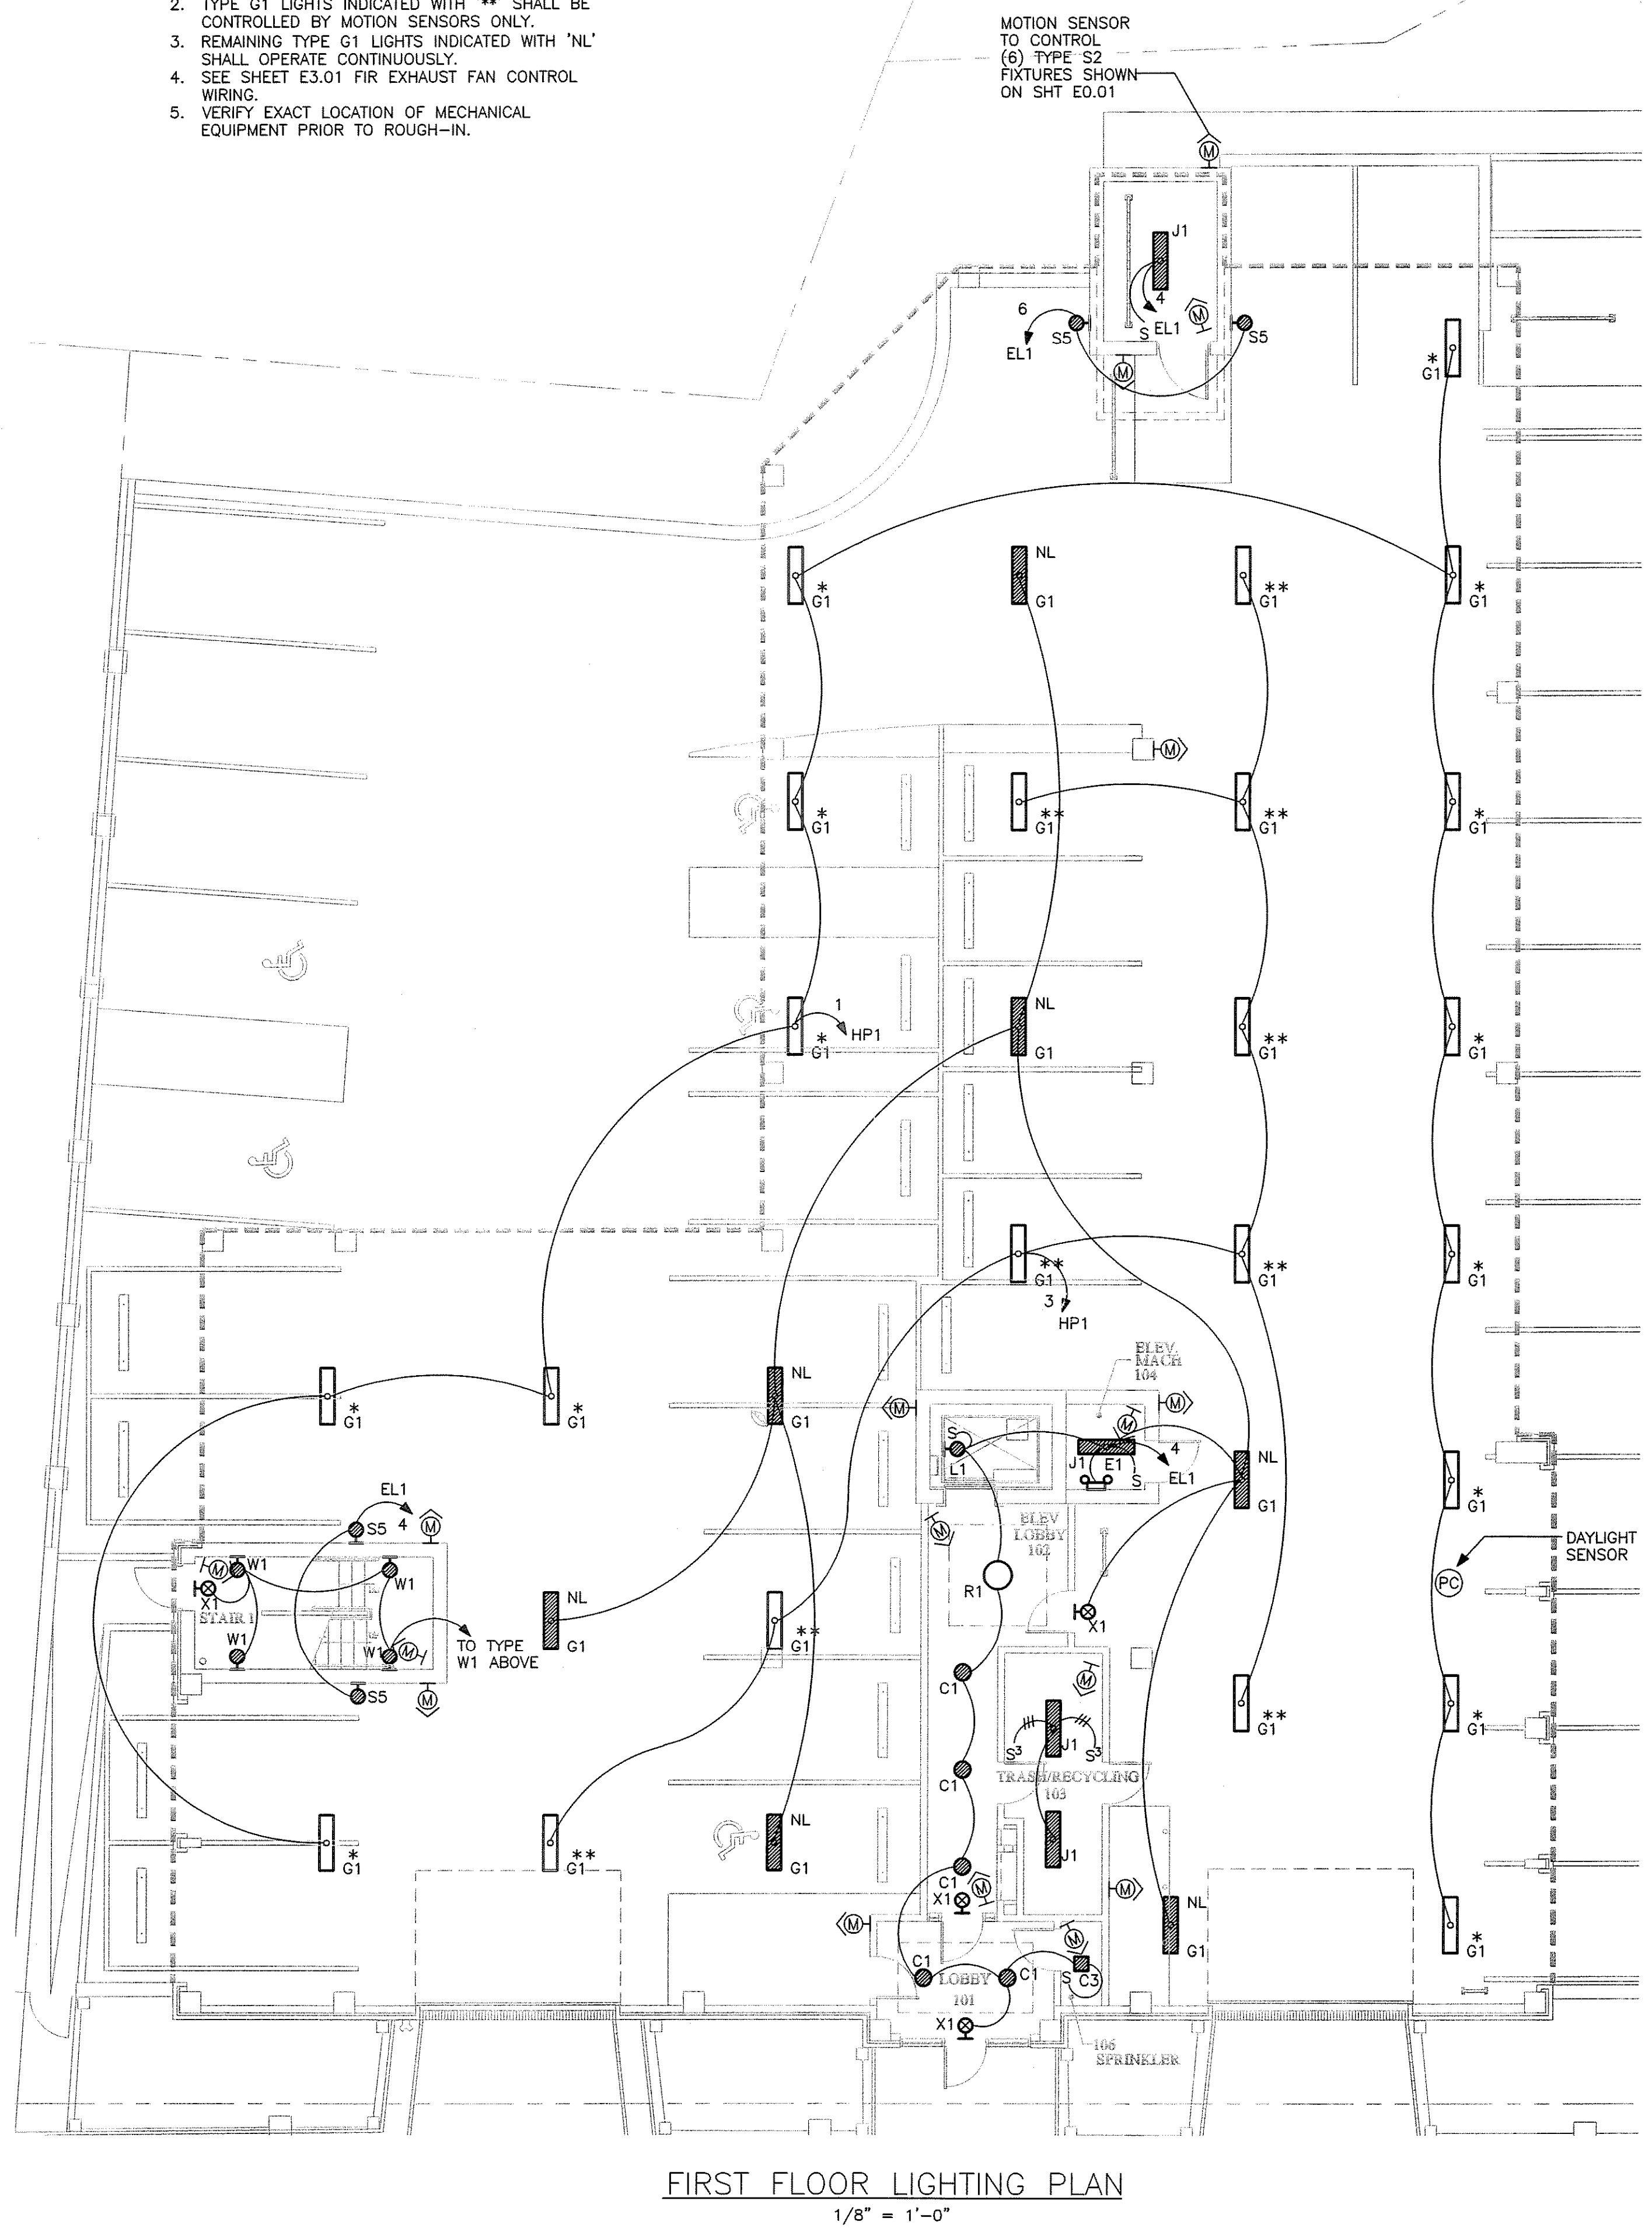 2. TYPE G1 LIGHTS INDICATED WITH '**' SHALL BE
CONTROLLED BY MOTION SENSORS ONLY.
3. REMAINING TYPE G1 LIGHTS INDICATED WITH 'NL'
SHALL OPERATE CONTINUOUSLY.
4. SEE SHEET E3.01 FIR EXHAUST FAN CONTROL
WIRING.
5. VERIFY EXACT LOCATION OF MECHANICAL
EQUIPMENT PRIOR TO ROUGH-IN.
MOTION SENSOR
TO CONTROL
(6) TYPE S2
FIXTURES SHOWN
ON SHT E0.01
M
J1
4
M
S EL1
6
EL1
S5
S5
M
*
G1
*
G1
NL
G1
**
G1
*
G1
M
*
G1
**
G1
**
G1
*
G1
1
HP1
*
G1
NL
G1
**
G1
*
G1
**
G1
3
HP1
**
G1
*
G1
ELEV.
MACH
104
*
G1
*
G1
NL
G1
M
M
M
S
L1
J1
E1
S
4
EL1
NL
G1
*
G1
EL1
4
S5
M
M
W1
W1
X1
STAIR 1
W1
W1
M
TO TYPE
W1 ABOVE
S5
M
NL
G1
**
G1
M
ELEV
LOBBY
102
R1
X1
DAYLIGHT
SENSOR
PC
C1
M
S3
J1
S3
**
G1
*
G1
C1
TRASH/RECYCLING
103
*
G1
**
G1
NL
G1
J1
C1
X1
M
M
M
M
NL
G1
*
G1
C1
LOBBY
101
C1
S
C3
X1
106
SPRINKLER
FIRST FLOOR LIGHTING PLAN
1/8" = 1'-0"